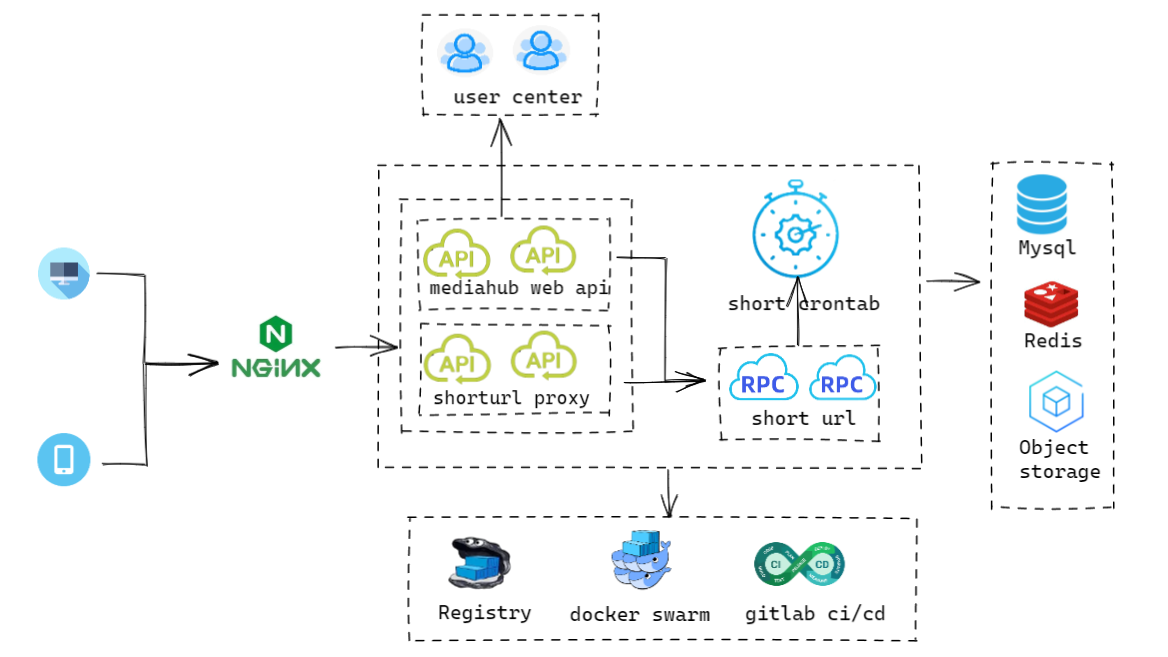 user center
API
API
mediahub web api
API
API
shorturl proxy
short crontab
RPC
RPC
short url
N
NGiNX
Mysql
Redis
Object
storage
Registry
docker swarm
CI
CD
gitlab ci/cd